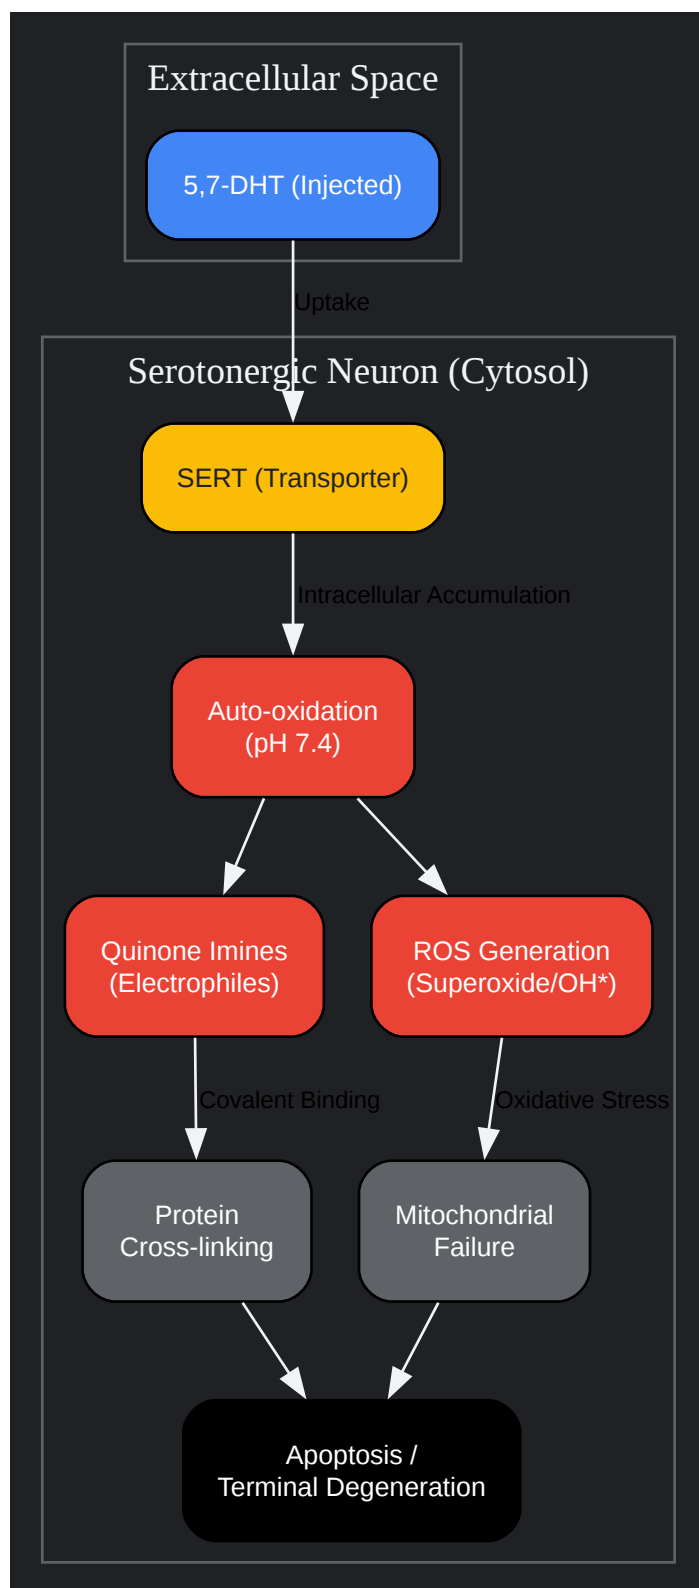 Extracellular Space
5,7-DHT (Injected)
Uptake
Serotonergic Neuron (Cytosol)
SERT (Transporter)
Intracellular Accumulation
Auto-oxidation
(pH 7.4)
Quinone Imines
(Electrophiles)
ROS Generation
(Superoxide/OH*)
Covalent Binding
Oxidative Stress
Protein
Cross-linking
Mitochondrial
Failure
Apoptosis /
Terminal Degeneration